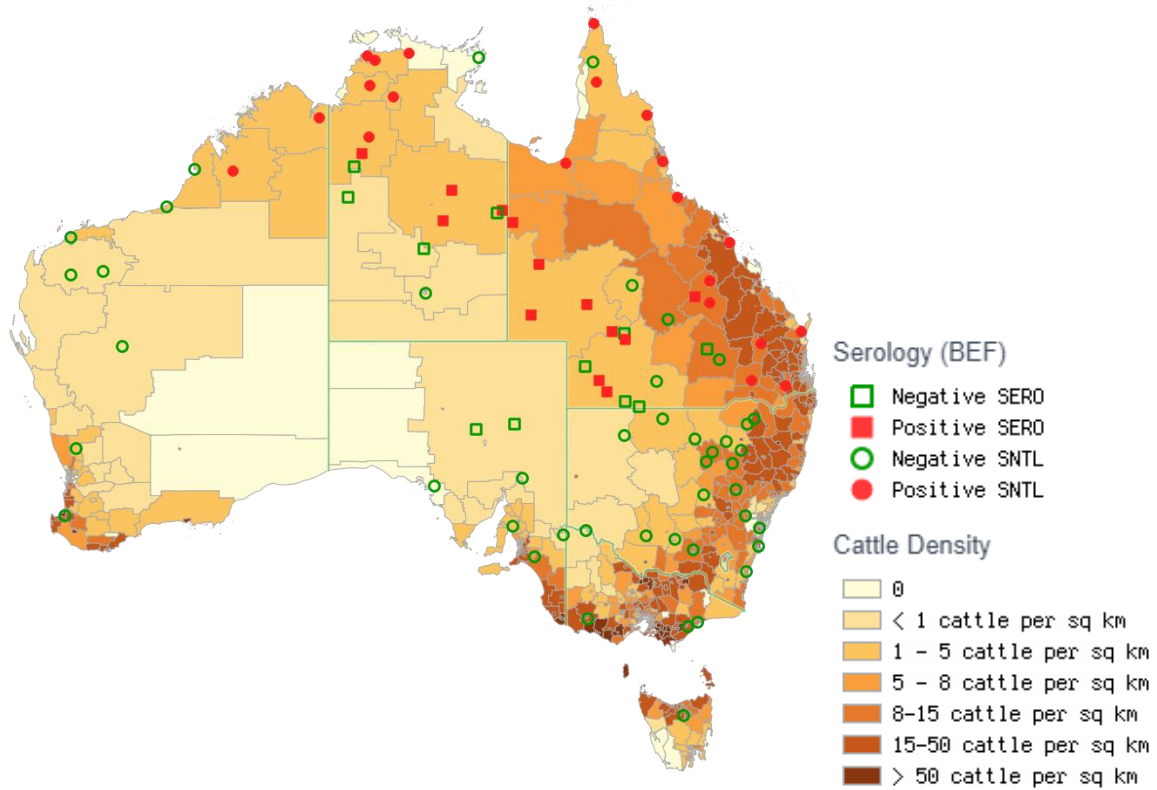 Serology (BEF)
Negative SERO
Positive SERO
Negative SNTL
Positive SNTL
Cattle Density
0
< 1 cattle per sq km
1 - 5 cattle per sq km
5 - 8 cattle per sq km
8-15 cattle per sq km
15-50 cattle per sq km
> 50 cattle per sq km